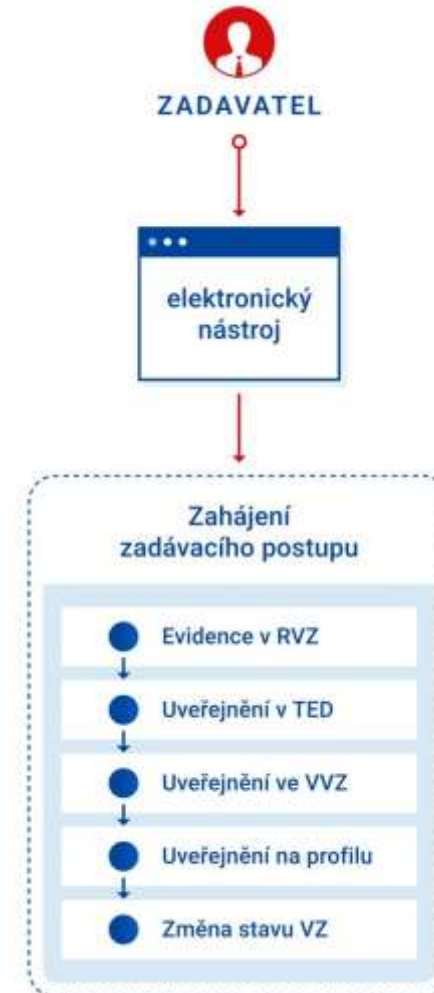 ZADAVATEL
elektronický
nástroj
Zahájení
zadávacího postupu
Evidence v RVZ
Uveřejnění v TED
Uveřejnění ve VVZ
Uveřejnění na profilu
Změna stavu VZ